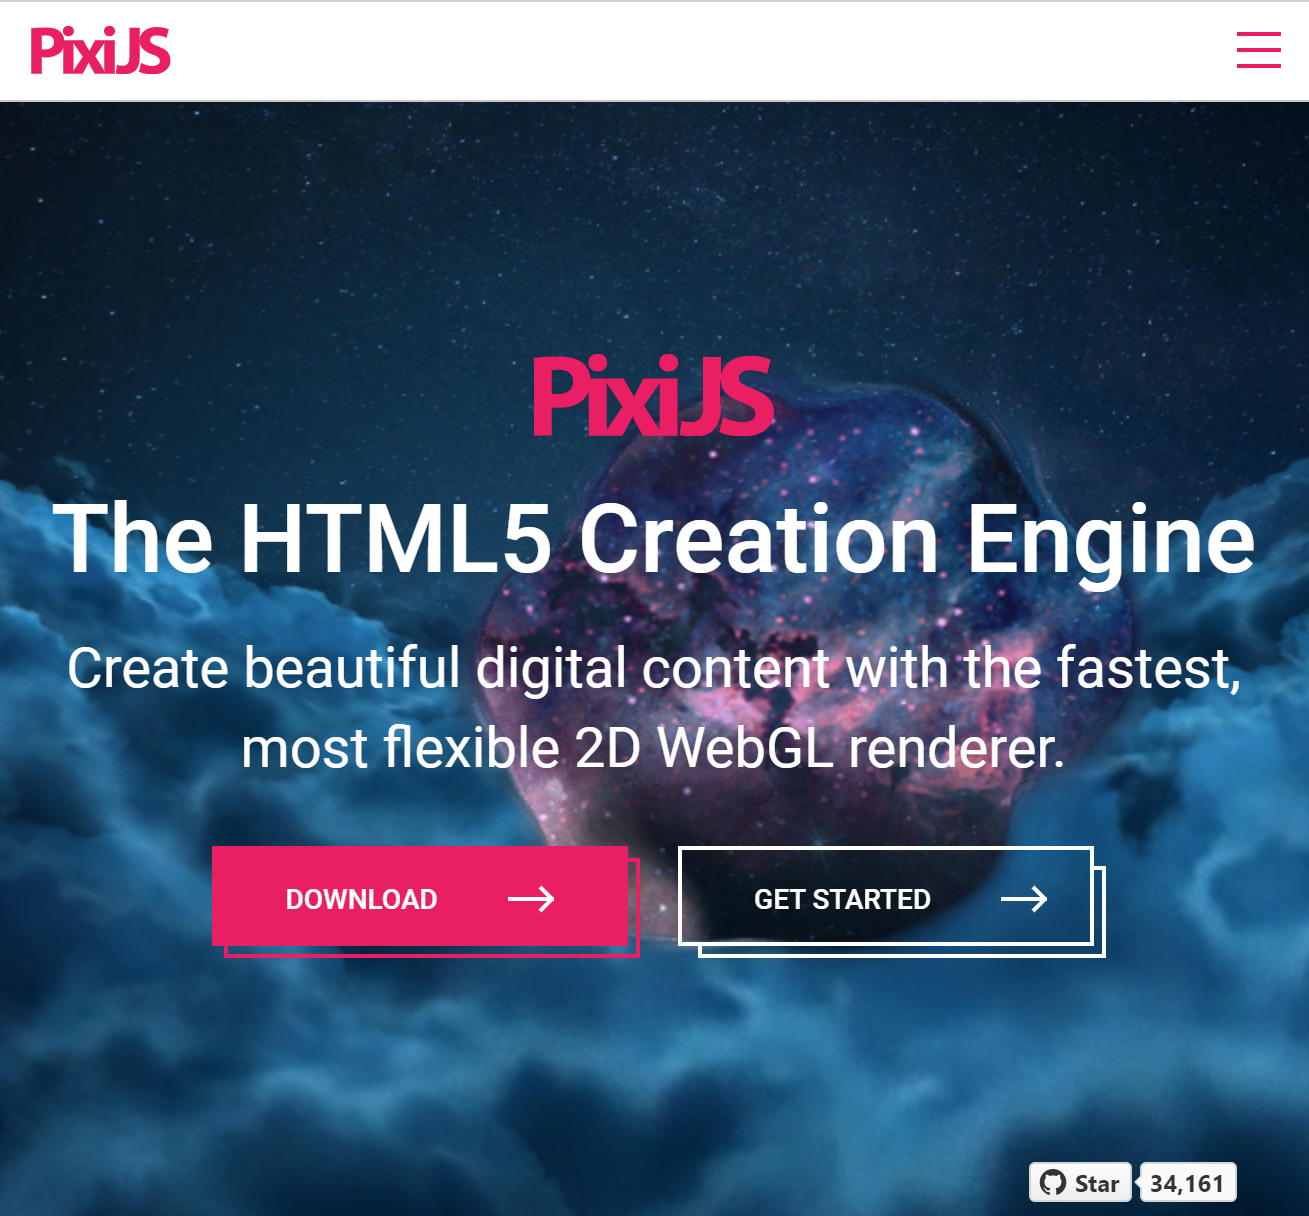 PixiJS
PixiJS
The HTML5 Creation Engine
Create beautiful digital content with the fastest,
most flexible 2D WebGL renderer.
DOWNLOAD
GET STARTED
Star
34,161